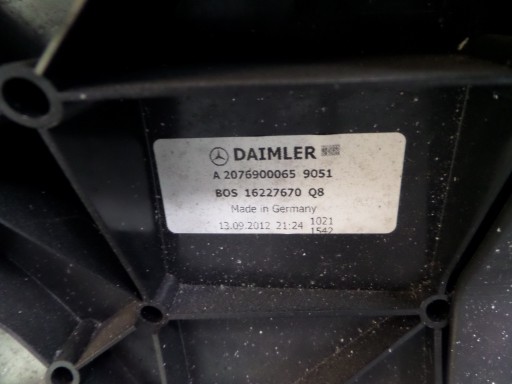 DAIMLER
A 2076900065 9051
BOS 16227670 Q8
Made in Germany
13.09.2012 21:24 1021
1542